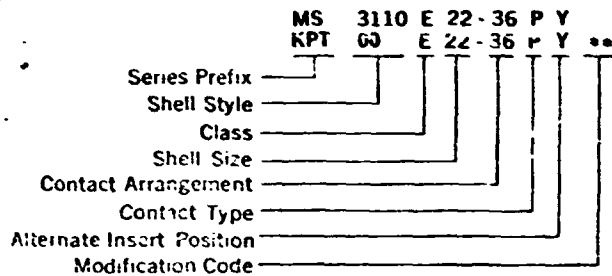 MS 3110 E 22-36 P Y
KPT 00 E 22-36 P Y **
Series Prefix
Shell Style
Class
Shell Size
Contact Arrangement
Contact Type
Alternate Insert Position
Modification Code